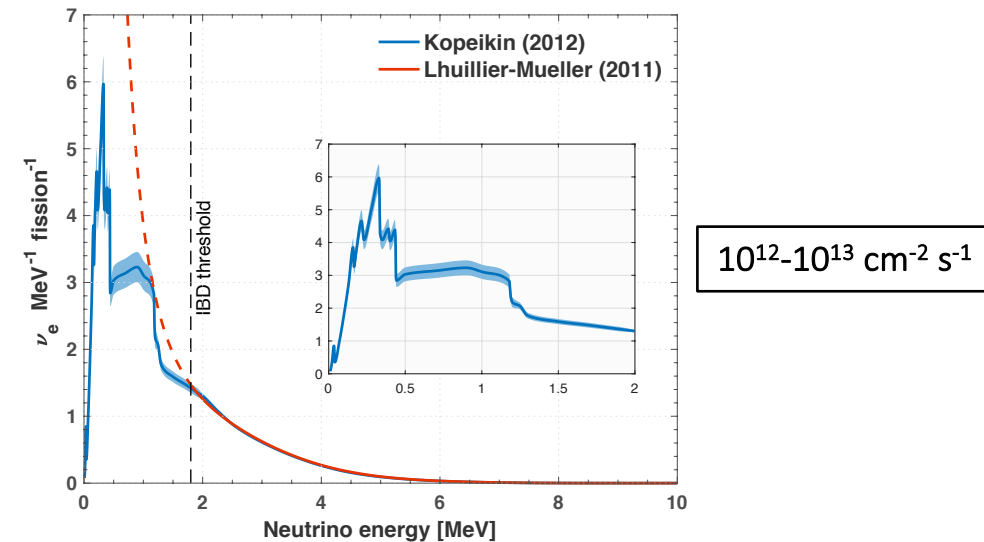 Kopeikin (2012)
Lhuillier-Mueller (2011)
ν_e MeV^-1 fission^-1
7
6
5
4
3
2
1
0
IBD threshold
7
6
5
4
3
2
1
0
0 0.5 1 1.5 2
10^12-10^13 cm^-2 s^-1
0 2 4 6 8 10
Neutrino energy [MeV]